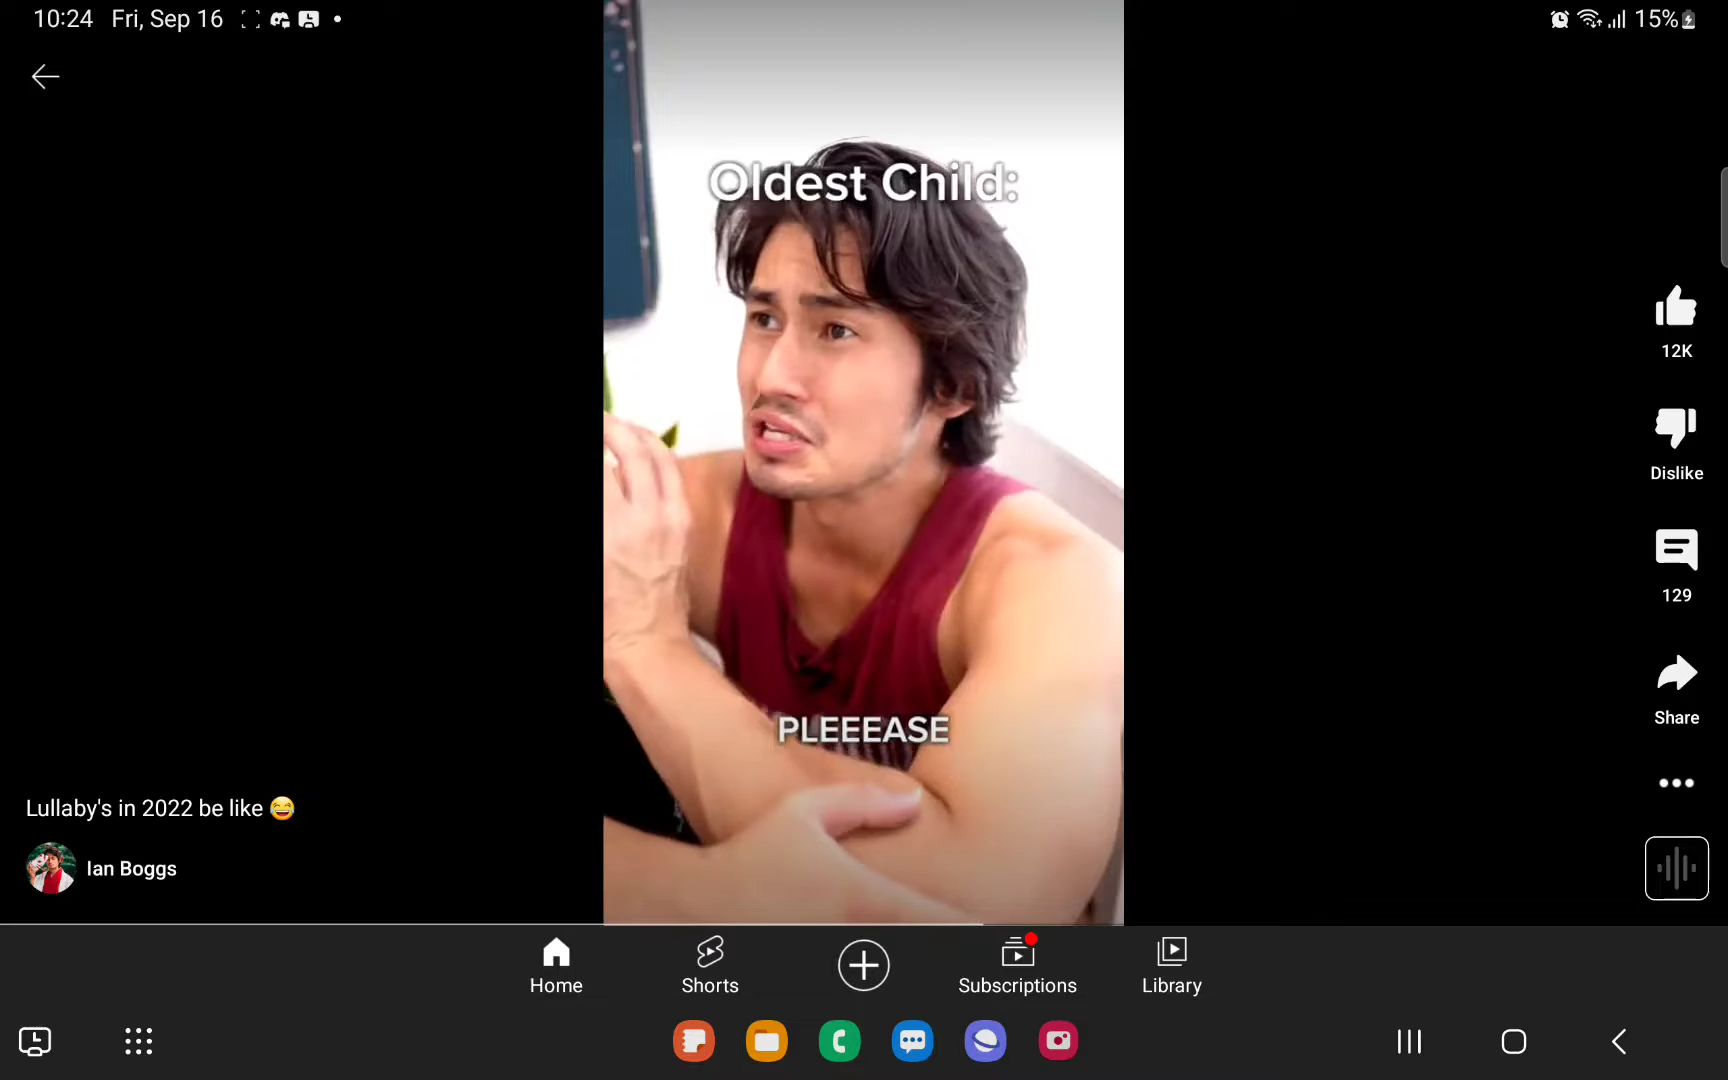 10:24 Fri, Sep 16
15%
Oldest Child:
12K
Dislike
129
PLEEEASE
Share
Lullaby's in 2022 be like 😂
Ian Boggs
Home
Shorts
Subscriptions
Library